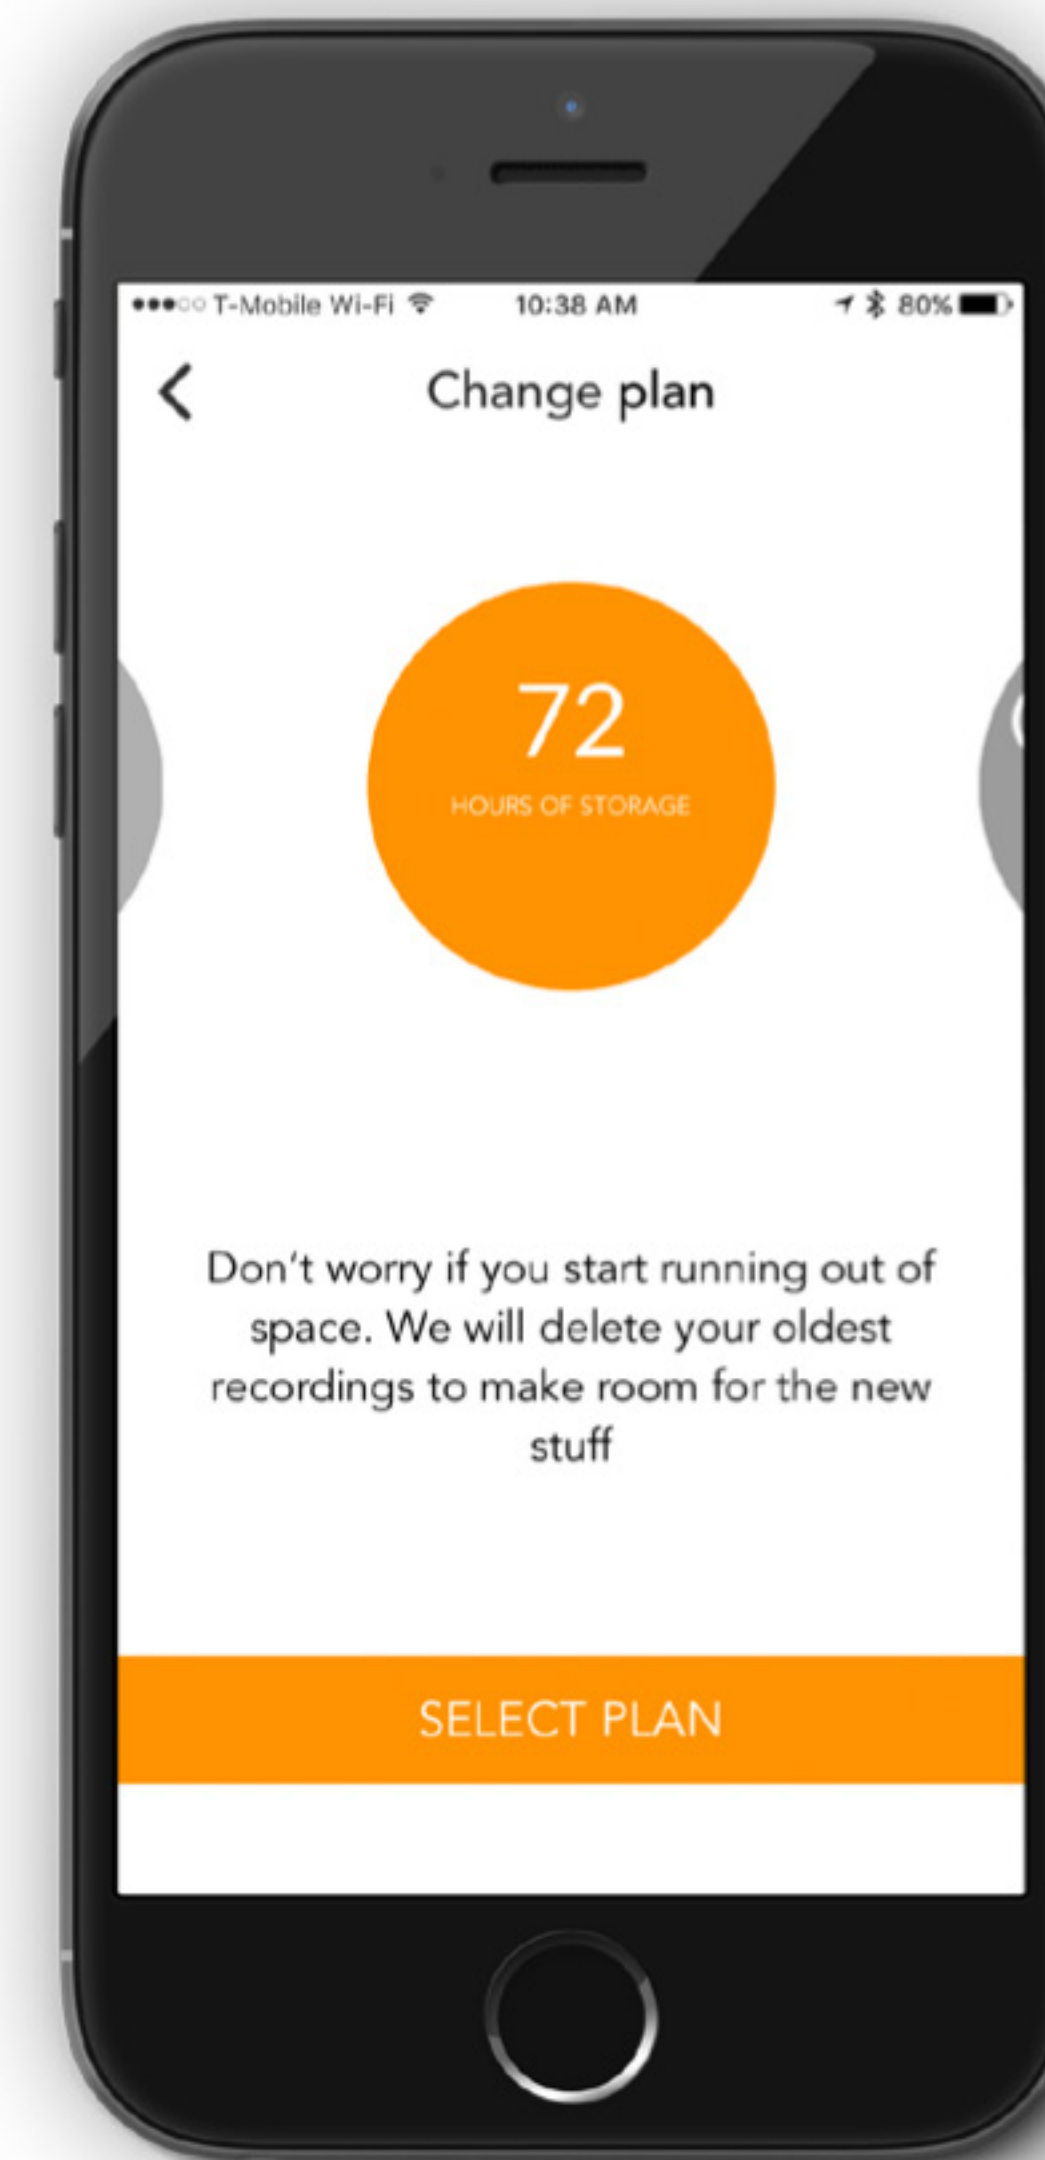 T-Mobile Wi-Fi 10:38 AM 80%
Change plan
72
HOURS OF STORAGE
Don't worry if you start running out of
space. We will delete your oldest
recordings to make room for the new
stuff
SELECT PLAN